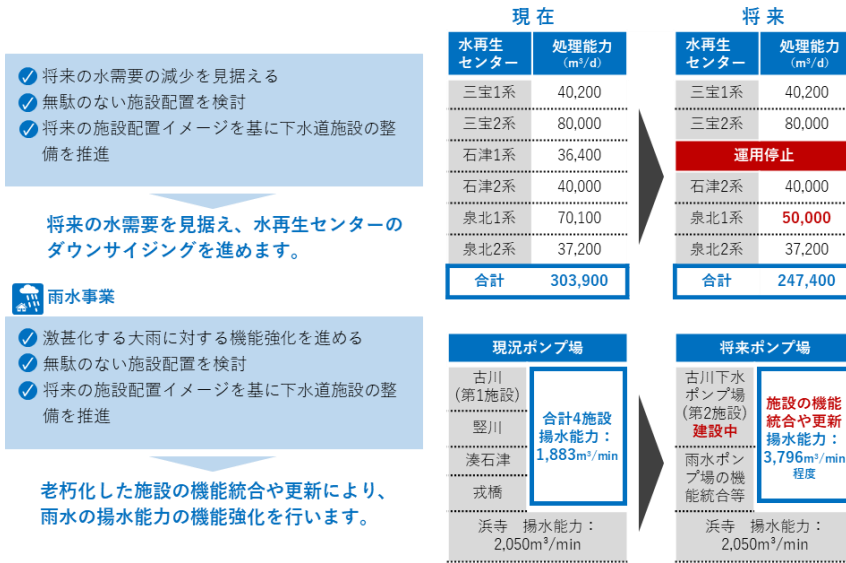 将来の水需要の減少を見据える
無駄のない施設配置を検討
将来の施設配置イメージを基に下水道施設の整
備を推進
将来の水需要を見据え、水再生センターの
ダウンサイジングを進めます。
雨水事業
激甚化する大雨に対する機能強化を進める
無駄のない施設配置を検討
将来の施設配置イメージを基に下水道施設の整
備を推進
老朽化した施設の機能統合や更新により、
雨水の揚水能力の機能強化を行います。
現在
水再生
センター
処理能力
(m³/d)
三宝1系 40,200
三宝2系 80,000
石津1系 36,400
石津2系 40,000
泉北1系 70,100
泉北2系 37,200
合計 303,900
将来
水再生
センター
処理能力
(m³/d)
三宝1系 40,200
三宝2系 80,000
運用停止
石津2系 40,000
泉北1系 50,000
泉北2系 37,200
合計 247,400
現況ポンプ場
古川
(第1施設)
竪川
湊石津
戎橋
合計4施設
揚水能力：
1,883m³/min
浜寺 揚水能力：
2,050m³/min
将来ポンプ場
古川下水
ポンプ場
(第2施設)
建設中
雨水ポン
プ場の機
能統合等
施設の機能
統合や更新
揚水能力：
3,796m³/min
程度
浜寺 揚水能力：
2,050m³/min